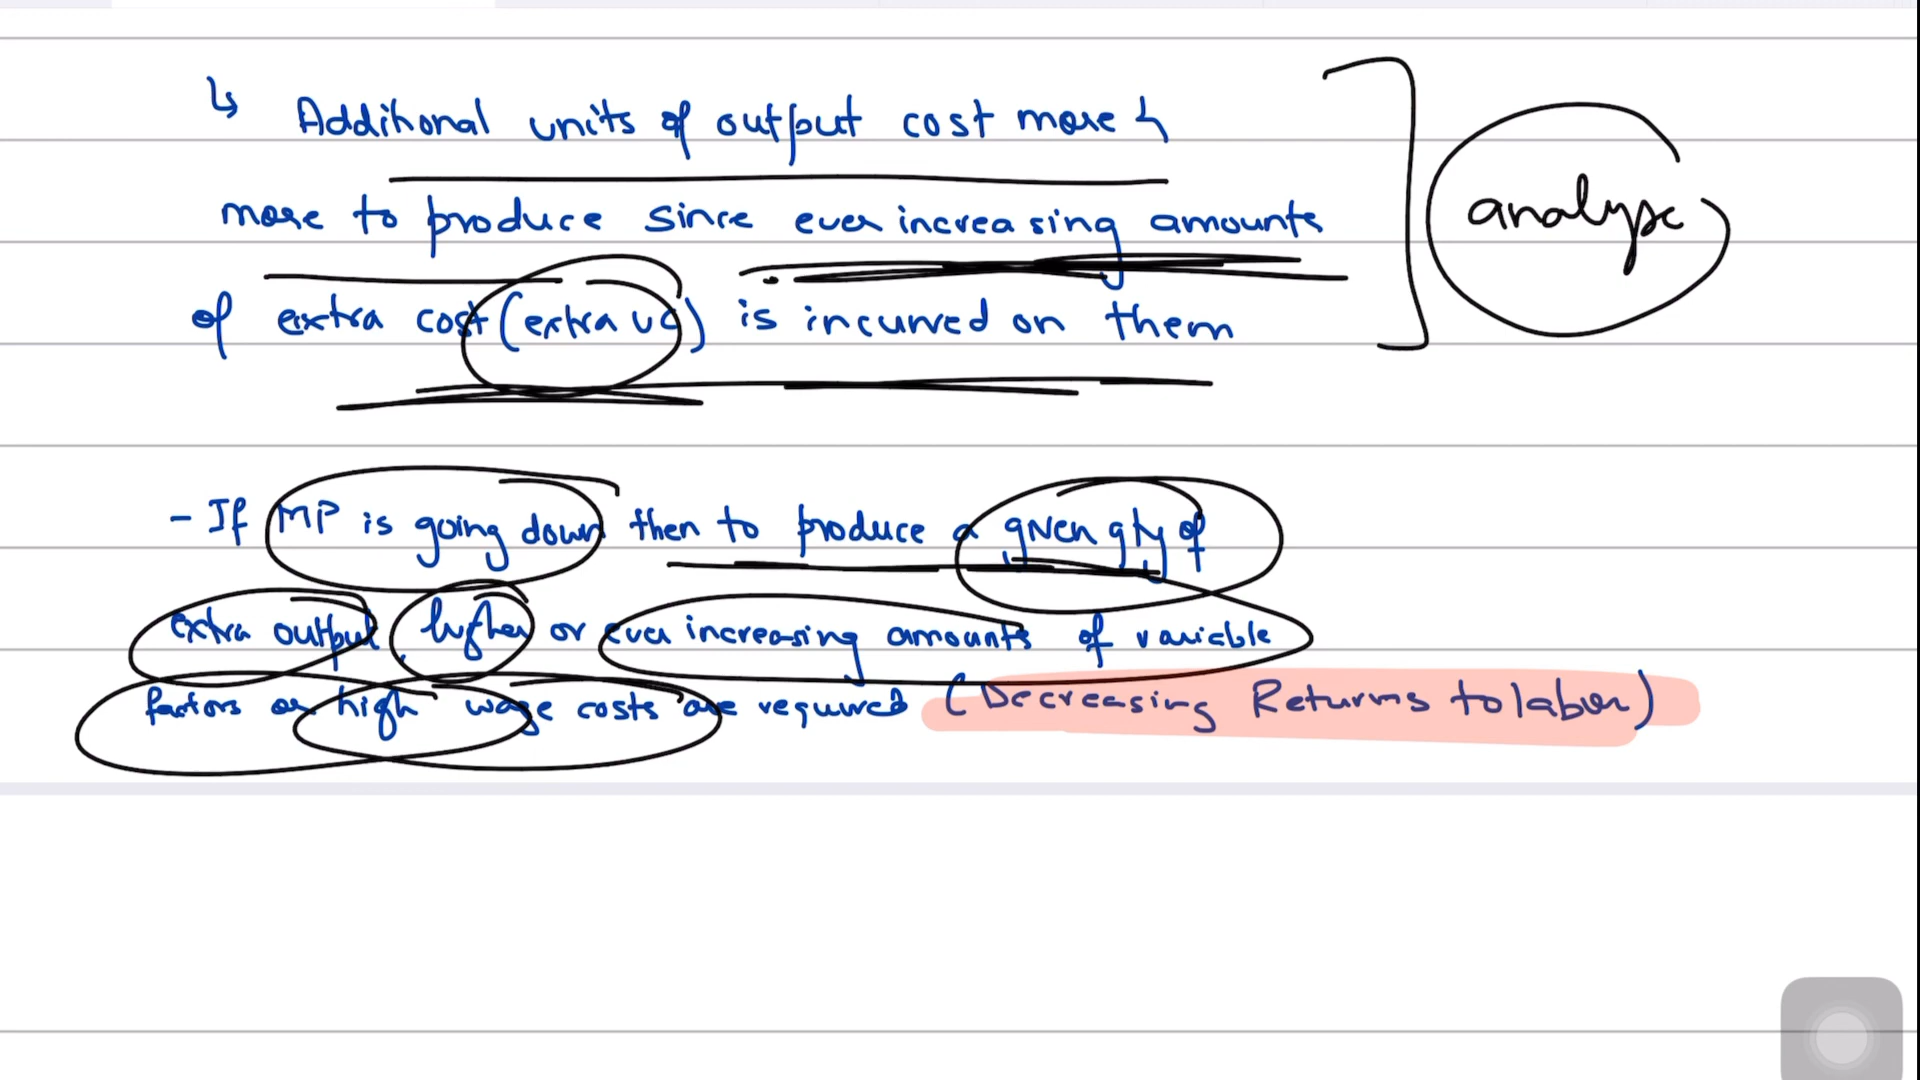 ↳ Additional units of output cost more &
more to produce since ever increasing amounts
of extra cost (extra VC) is incurred on them
analyse
- If MP is going down then to produce a given qty of
extra output, higher or ever increasing amounts of variable
factors or high wage costs are required (Decreasing Returns to labor)